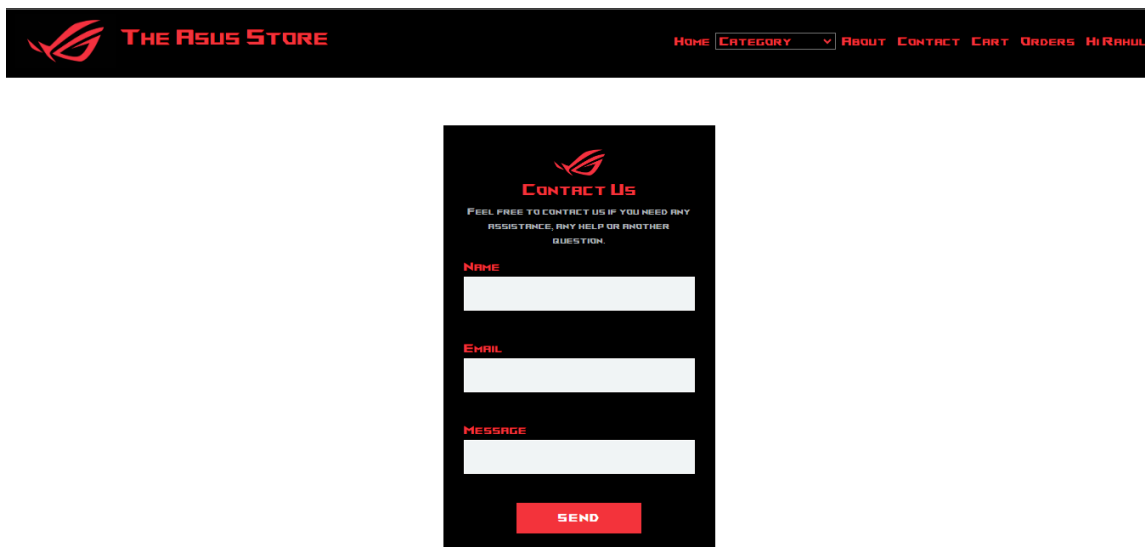 The Asus Store
Home Category About Contact Cart Orders Hi Rahul
Contact Us
Feel free to contact us if you need any
assistance, any help or another
question.
Name
Email
Message
SEND